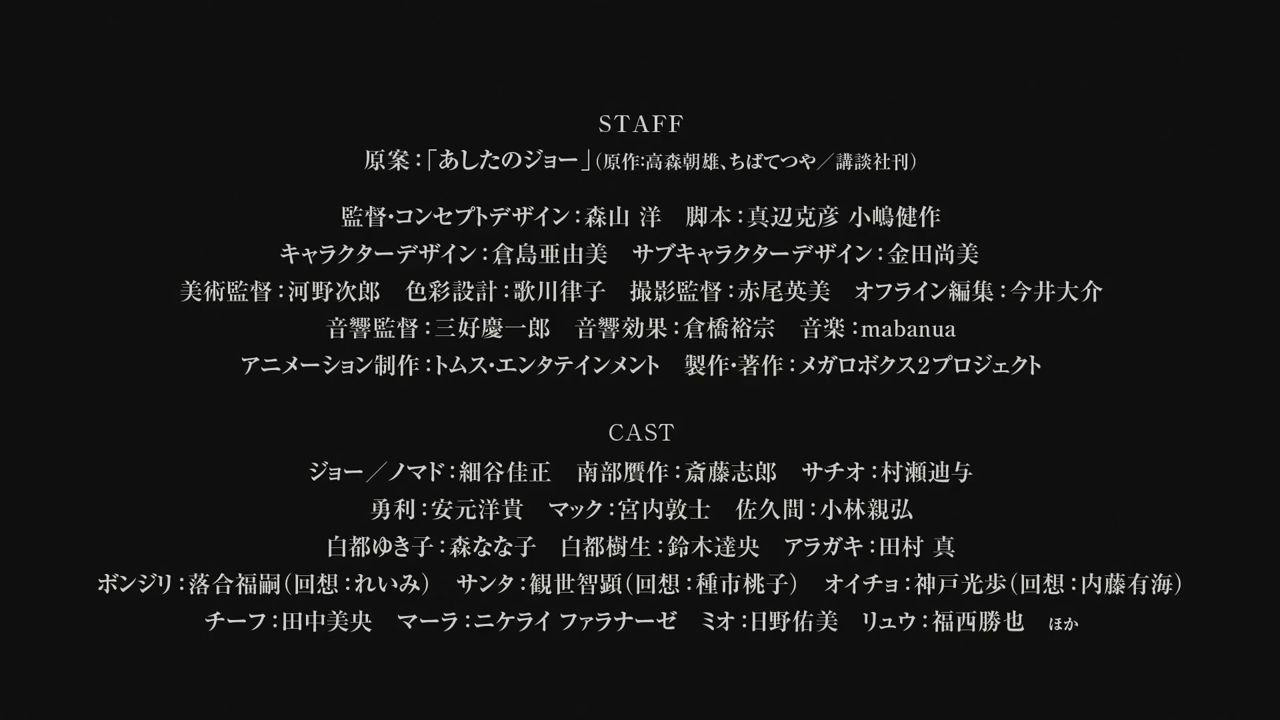 STAFF
原案：「あしたのジョー」（原作：高森朝雄、ちばてつや／講談社刊）
監督・コンセプトデザイン：森山 洋　脚本：真辺克彦 小嶋健作
キャラクターデザイン：倉島亜由美　サブキャラクターデザイン：金田尚美
美術監督：河野次郎　色彩設計：歌川律子　撮影監督：赤尾英美　オフライン編集：今井大介
音響監督：三好慶一郎　音響効果：倉橋裕宗　音楽：mabanua
アニメーション制作：トムス・エンタテインメント　製作・著作：メガロボクス2プロジェクト
CAST
ジョー／ノマド：細谷佳正　南部贋作：斎藤志郎　サチオ：村瀬迪与
勇利：安元洋貴　マック：宮内敦士　佐久間：小林親弘
白都ゆき子：森なな子　白都樹生：鈴木達央　アラガキ：田村 真
ボンジリ：落合福嗣（回想：れいみ）　サンタ：観世智顕（回想：種市桃子）　オイチョ：神戸光歩（回想：内藤有海）
チーフ：田中美央　マーラ：ニケライ ファラナーゼ　ミオ：日野佑美　リュウ：福西勝也　ほか